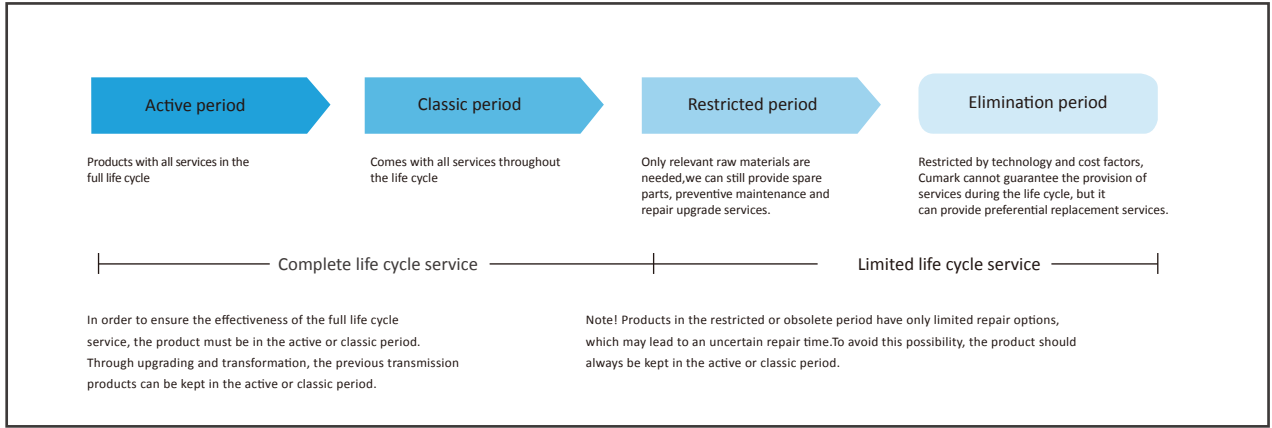 Active period
Classic period
Restricted period
Elimination period
Products with all services in the
full life cycle
Comes with all services throughout
the life cycle
Only relevant raw materials are
needed,we can still provide spare
parts, preventive maintenance and
repair upgrade services.
Restricted by technology and cost factors,
Cumark cannot guarantee the provision of
services during the life cycle, but it
can provide preferential replacement services.
Complete life cycle service
Limited life cycle service
In order to ensure the effectiveness of the full life cycle
service, the product must be in the active or classic period.
Through upgrading and transformation, the previous transmission
products can be kept in the active or classic period.
Note! Products in the restricted or obsolete period have only limited repair options,
which may lead to an uncertain repair time.To avoid this possibility, the product should
always be kept in the active or classic period.